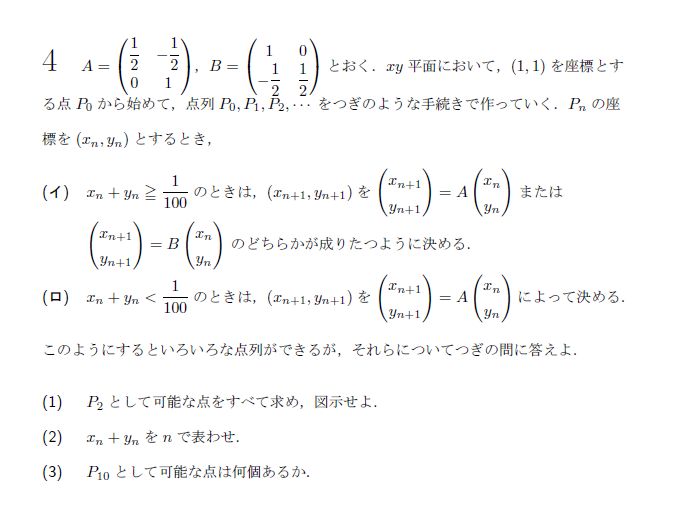 4 A = \begin{pmatrix} \frac{1}{2} & -\frac{1}{2} \\ 0 & 1 \end{pmatrix}, B = \begin{pmatrix} 1 & 0 \\ -\frac{1}{2} & \frac{1}{2} \end{pmatrix} とおく. xy 平面において, (1, 1) を座標とす
る点 P_0 から始めて, 点列 P_0, P_1, P_2, ··· をつぎのような手続きで作っていく. P_n の座
標を (x_n, y_n) とするとき,
(イ) x_n + y_n ≧ \frac{1}{100} のときは, (x_{n+1}, y_{n+1}) を \begin{pmatrix} x_{n+1} \\ y_{n+1} \end{pmatrix} = A \begin{pmatrix} x_n \\ y_n \end{pmatrix} または
\begin{pmatrix} x_{n+1} \\ y_{n+1} \end{pmatrix} = B \begin{pmatrix} x_n \\ y_n \end{pmatrix} のどちらかが成りたつように決める.
(ロ) x_n + y_n < \frac{1}{100} のときは, (x_{n+1}, y_{n+1}) を \begin{pmatrix} x_{n+1} \\ y_{n+1} \end{pmatrix} = A \begin{pmatrix} x_n \\ y_n \end{pmatrix} によって決める.
このようにするといろいろな点列ができるが, それらについてつぎの問に答えよ.
(1) P_2 として可能な点をすべて求め, 図示せよ.
(2) x_n + y_n を n で表わせ.
(3) P_{10} として可能な点は何個あるか.